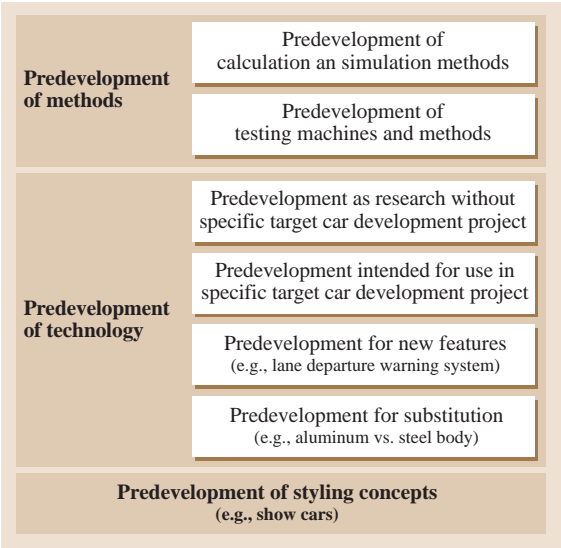 Predevelopment
of methods
Predevelopment of
calculation an simulation methods
Predevelopment of
testing machines and methods
Predevelopment
of technology
Predevelopment as research without
specific target car development project
Predevelopment intended for use in
specific target car development project
Predevelopment for new features
(e.g., lane departure warning system)
Predevelopment for substitution
(e.g., aluminum vs. steel body)
Predevelopment of styling concepts
(e.g., show cars)